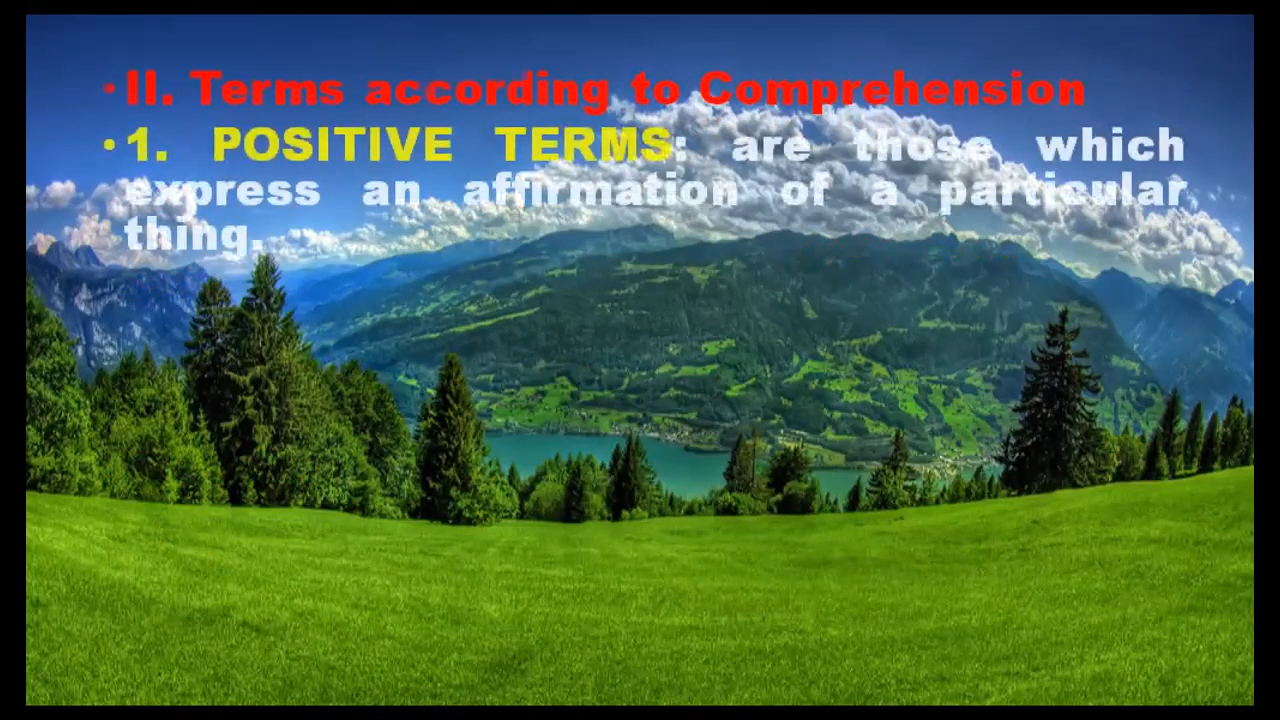 • II. Terms according to Comprehension
• 1. POSITIVE TERMS: are those which
express an affirmation of a particular
thing.